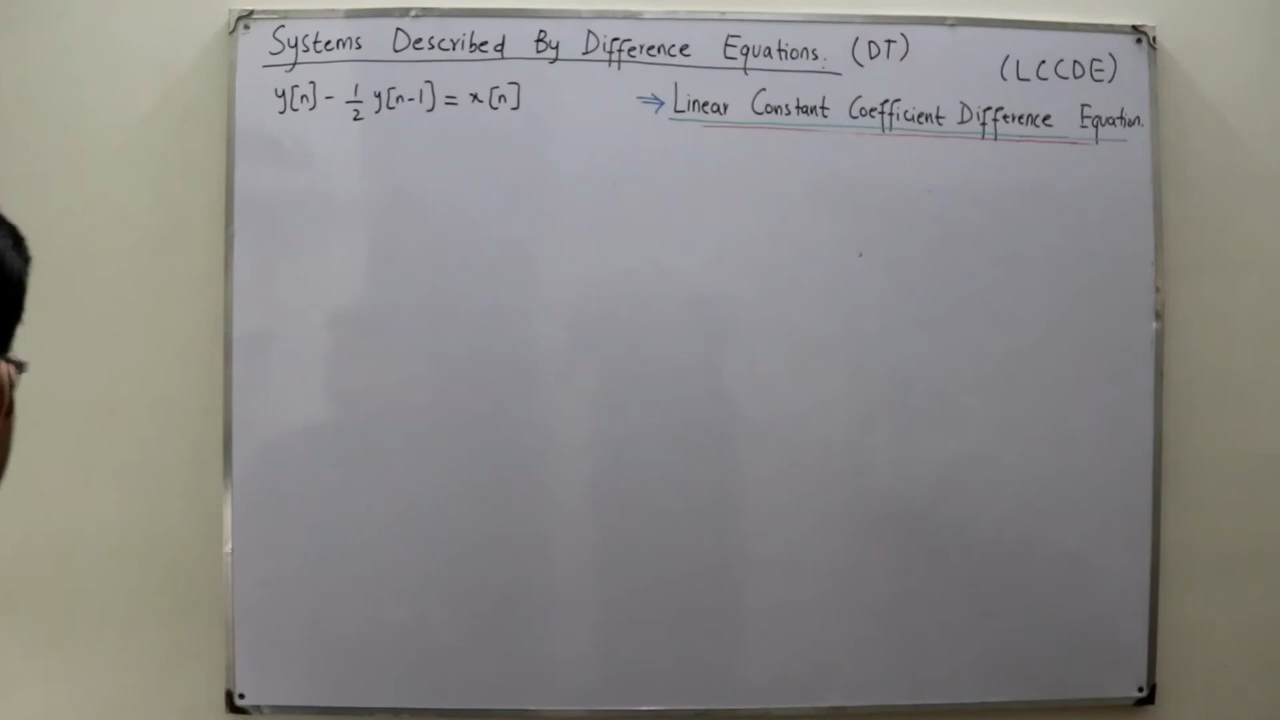 Systems Described By Difference Equations. (DT)
(LCCDE)
y[n] - 1/2 y[n-1] = x[n]
⇒ Linear Constant Coefficient Difference Equation.